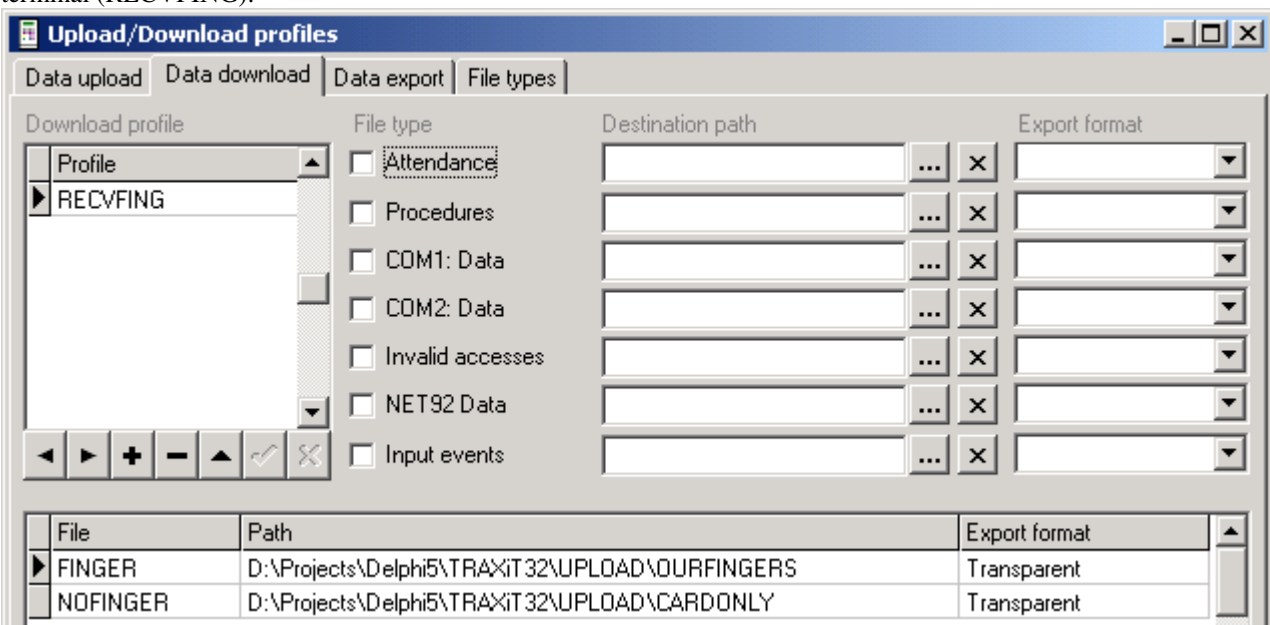 terminal (RECVFING).
Upload/Download profiles
Data upload Data download Data export File types
Download profile File type Destination path Export format
Profile
RECVFING
Attendance
...
Procedures
...
COM1: Data
...
COM2: Data
...
Invalid accesses
...
NET92 Data
...
Input events
...
File Path Export format
FINGER D:\Projects\Delphi5\TRAXiT32\UPLOAD\OURFINGERS Transparent
NOFINGER D:\Projects\Delphi5\TRAXiT32\UPLOAD\CARDONLY Transparent